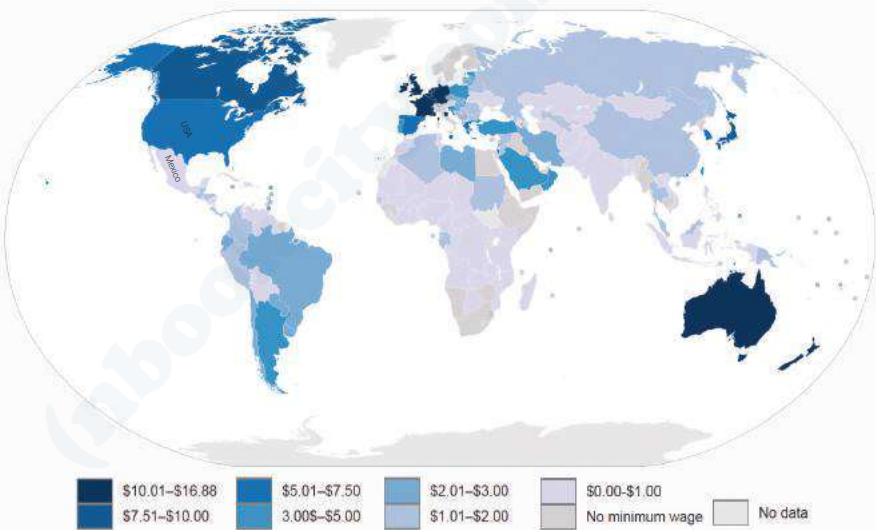 USA
Mexico
$10.01–$16.88
$5.01–$7.50
$2.01–$3.00
$0.00-$1.00
$7.51–$10.00
3.00$–$5.00
$1.01–$2.00
No minimum wage
No data